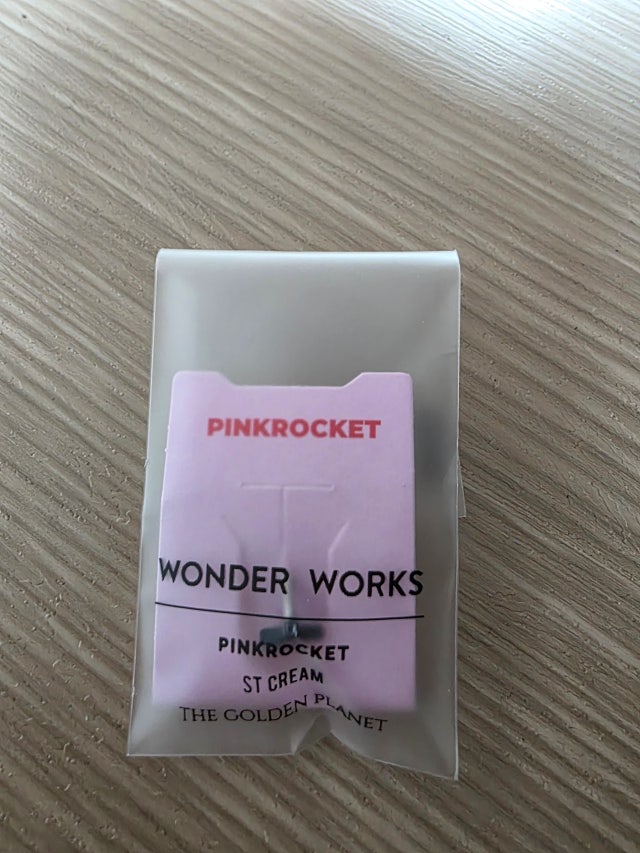 PINKROCKET
WONDER WORKS
PINKROCKET
ST CREAM
THE GOLDEN PLANET